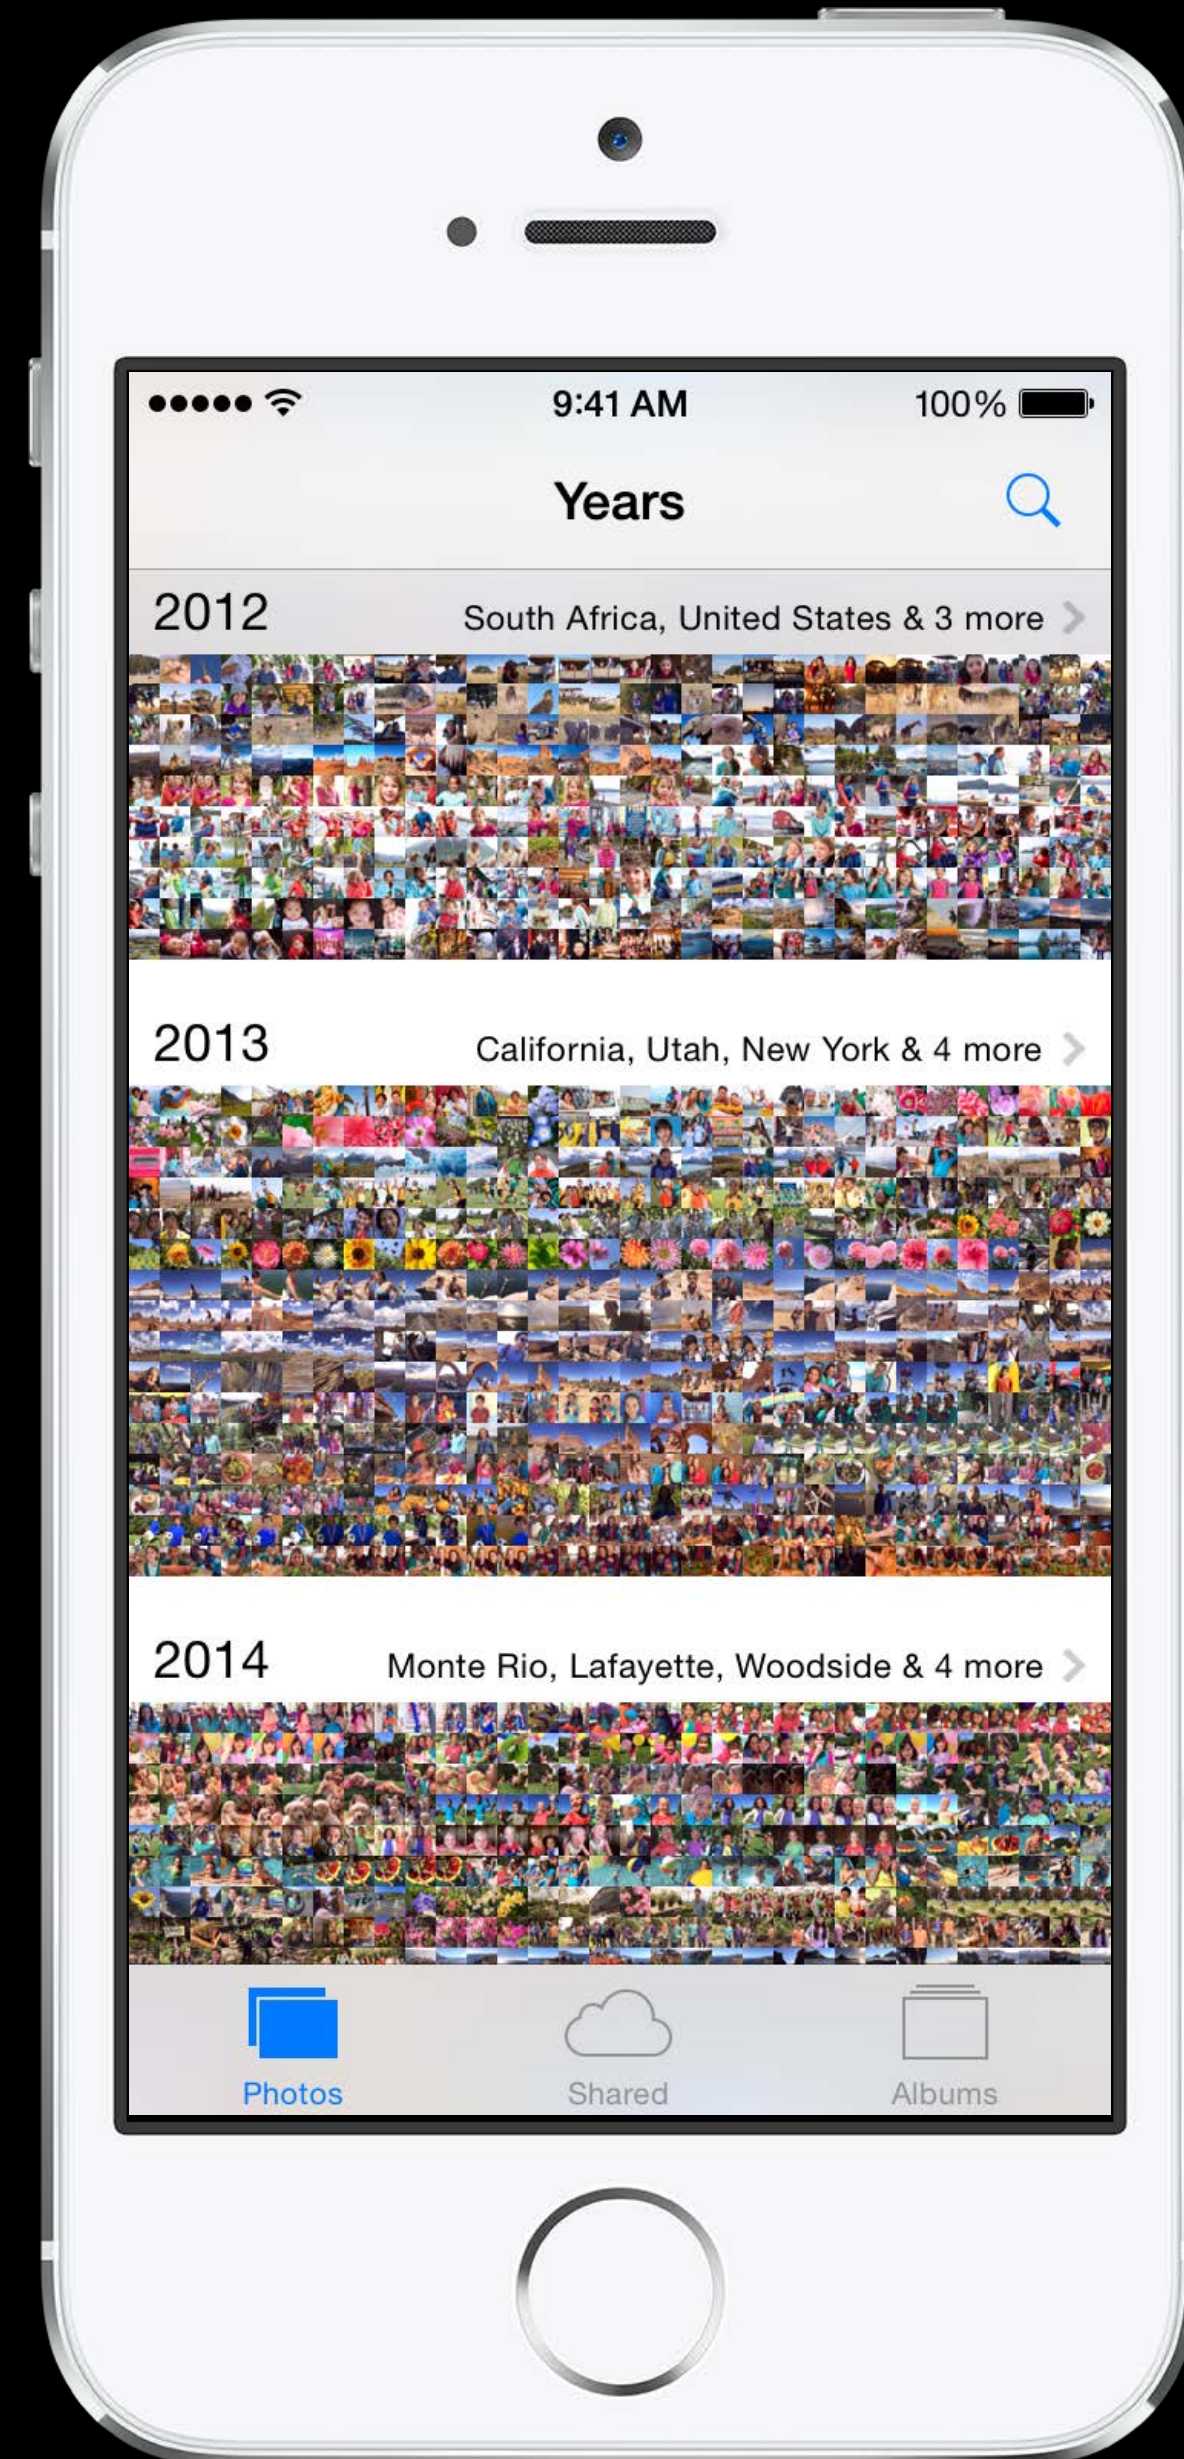 9:41 AM 100%
Years
2012 South Africa, United States & 3 more
2013 California, Utah, New York & 4 more
2014 Monte Rio, Lafayette, Woodside & 4 more
Photos Shared Albums